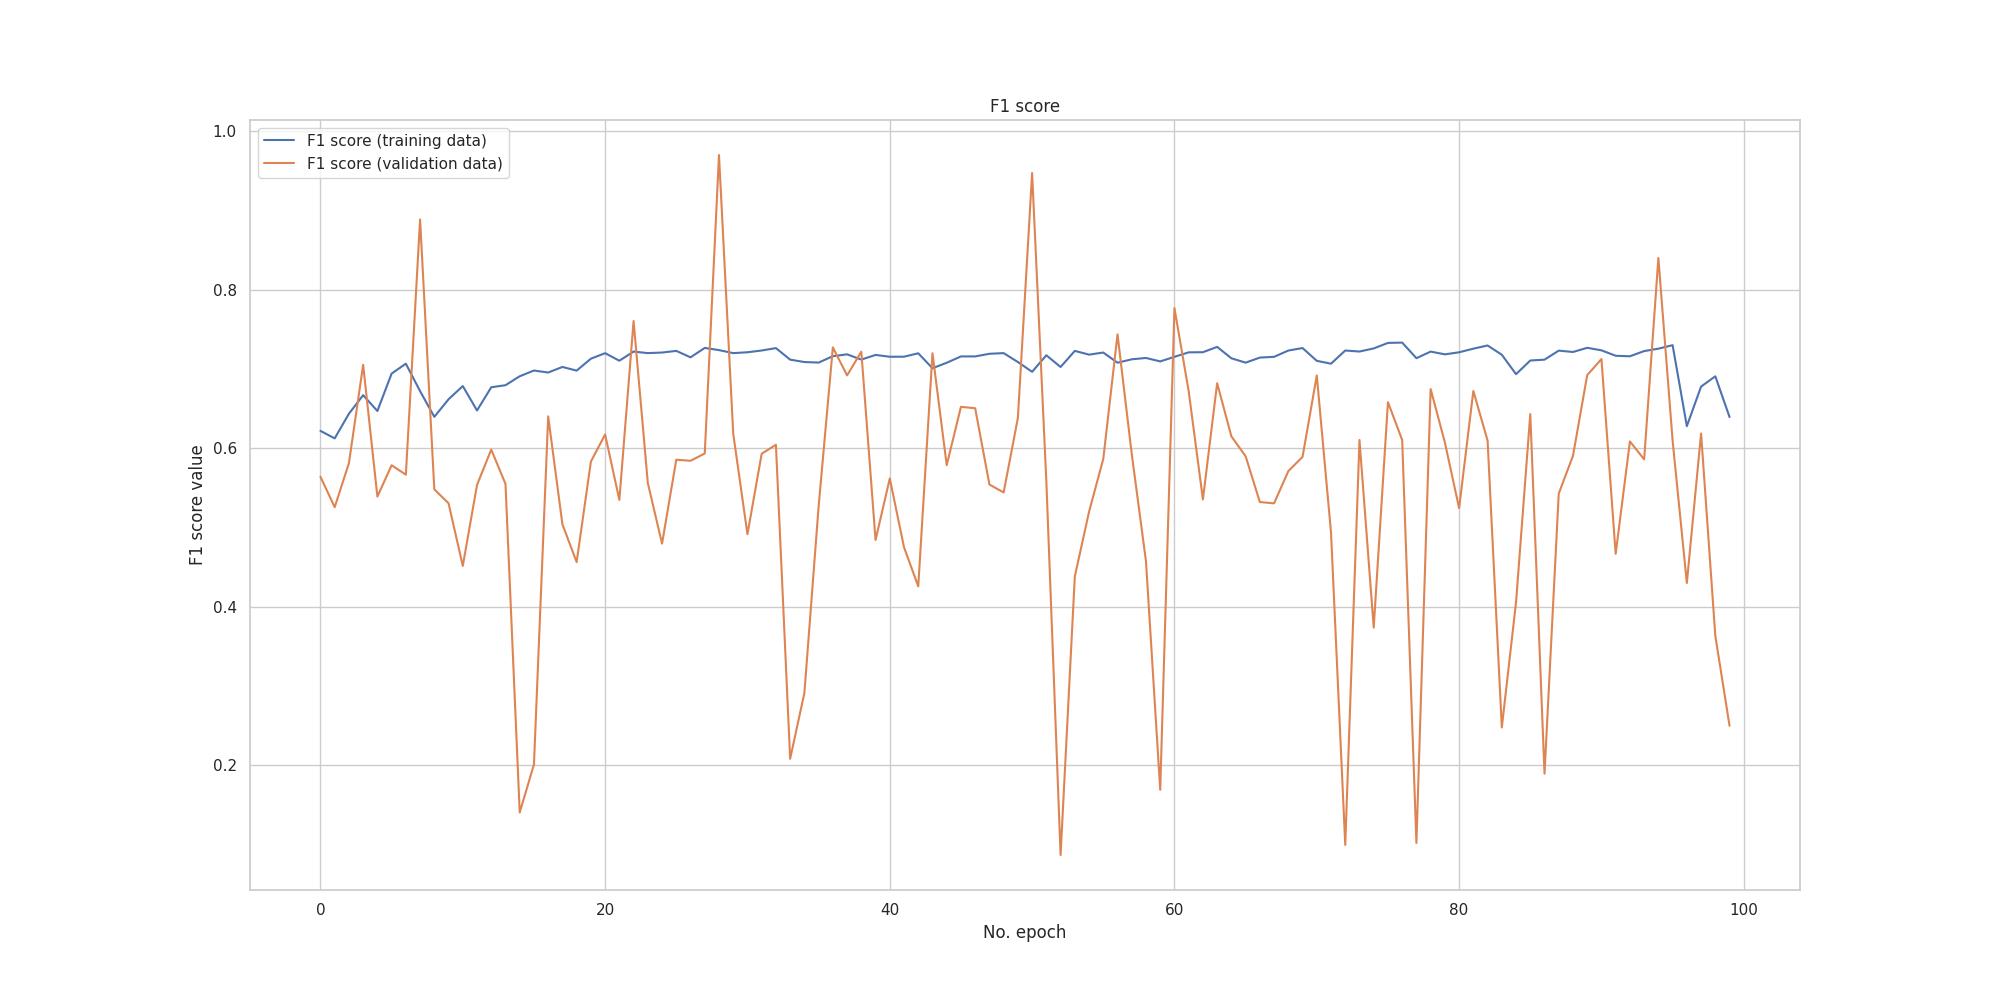 F1 score
1.0
F1 score (training data)
F1 score (validation data)
0.8
0.6
F1 score value
0.4
0.2
0 20 40 60 80 100
No. epoch